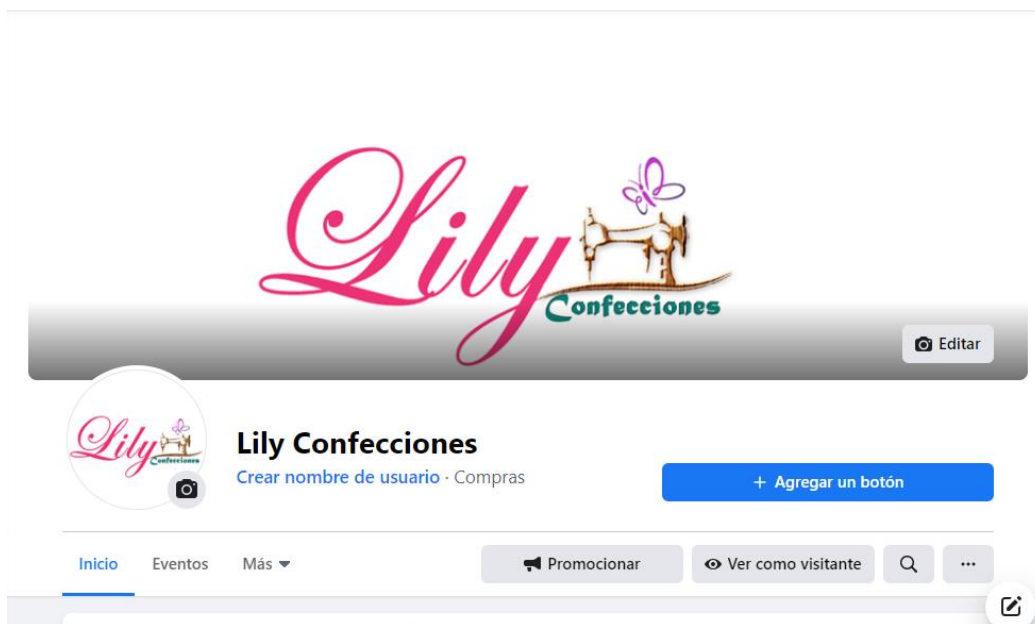 Lily
Confecciones
Editar
Lily
Confecciones
Lily Confecciones
Crear nombre de usuario · Compras
+ Agregar un botón
Inicio Eventos Más Promocionar Ver como visitante ...